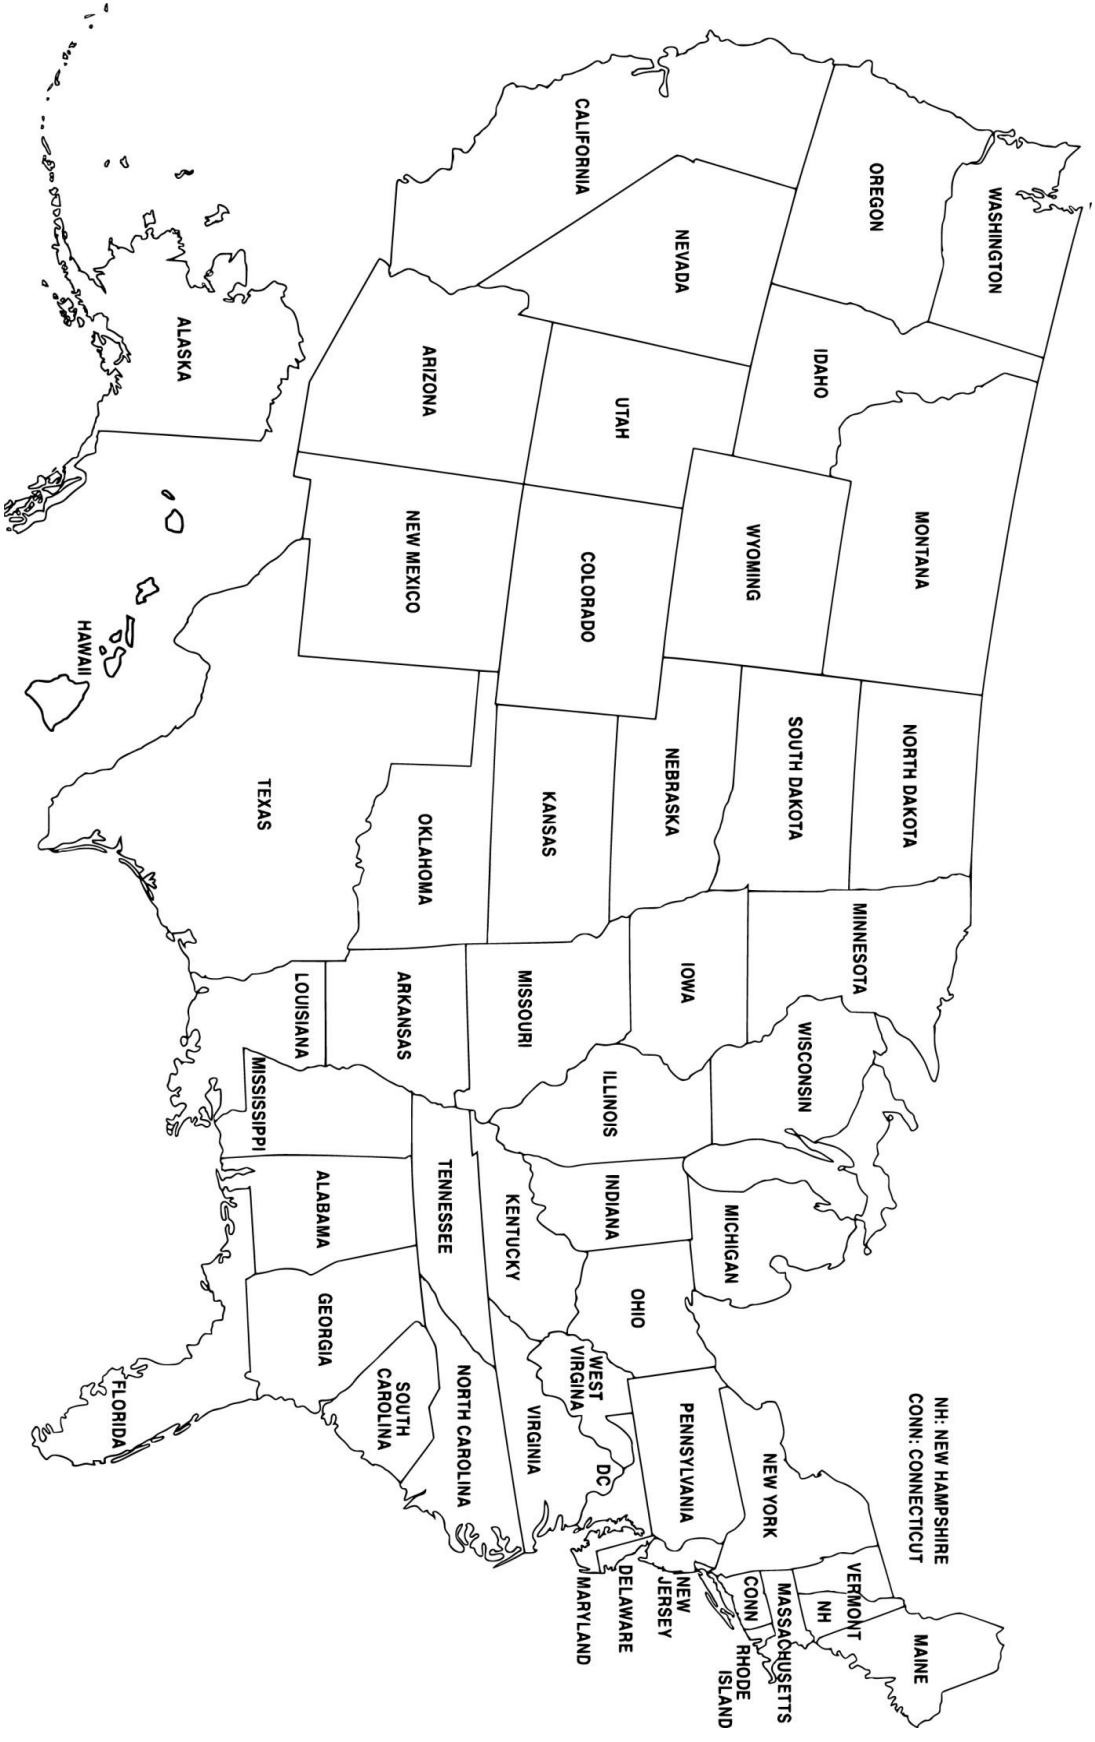 WASHINGTON
OREGON
CALIFORNIA
NEVADA
IDAHO
MONTANA
WYOMING
UTAH
ARIZONA
COLORADO
NEW MEXICO
NORTH DAKOTA
SOUTH DAKOTA
NEBRASKA
KANSAS
OKLAHOMA
TEXAS
MINNESOTA
IOWA
MISSOURI
ARKANSAS
LOUISIANA
WISCONSIN
ILLINOIS
MISSISSIPPI
MICHIGAN
INDIANA
KENTUCKY
TENNESSEE
ALABAMA
OHIO
GEORGIA
FLORIDA
WEST
VIRGINA
VIRGINIA
NORTH CAROLINA
SOUTH
CAROLINA
DC
PENNSYLVANIA
NEW YORK
VERMONT
NH
MAINE
MASSACHUSETTS
CONN
RHODE
ISLAND
NEW
JERSEY
DELAWARE
MARYLAND
ALASKA
HAWAII
NH: NEW HAMPSHIRE
CONN: CONNECTICUT